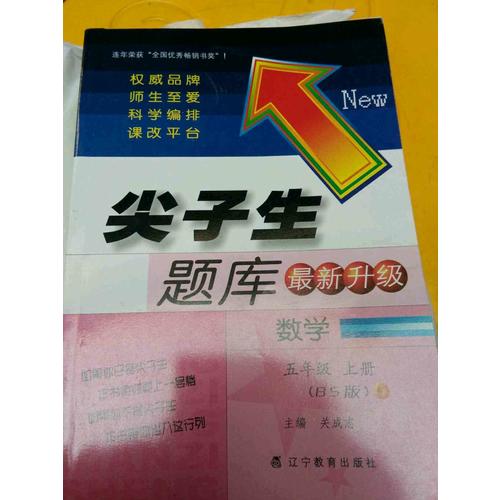 连年荣获“全国优秀畅销书奖”！
权威品牌
师生至爱
科学编排
课改平台
New
尖子生
题库
最新升级
数学
五年级 上册
(BS版)
主编 关成志
辽宁教育出版社